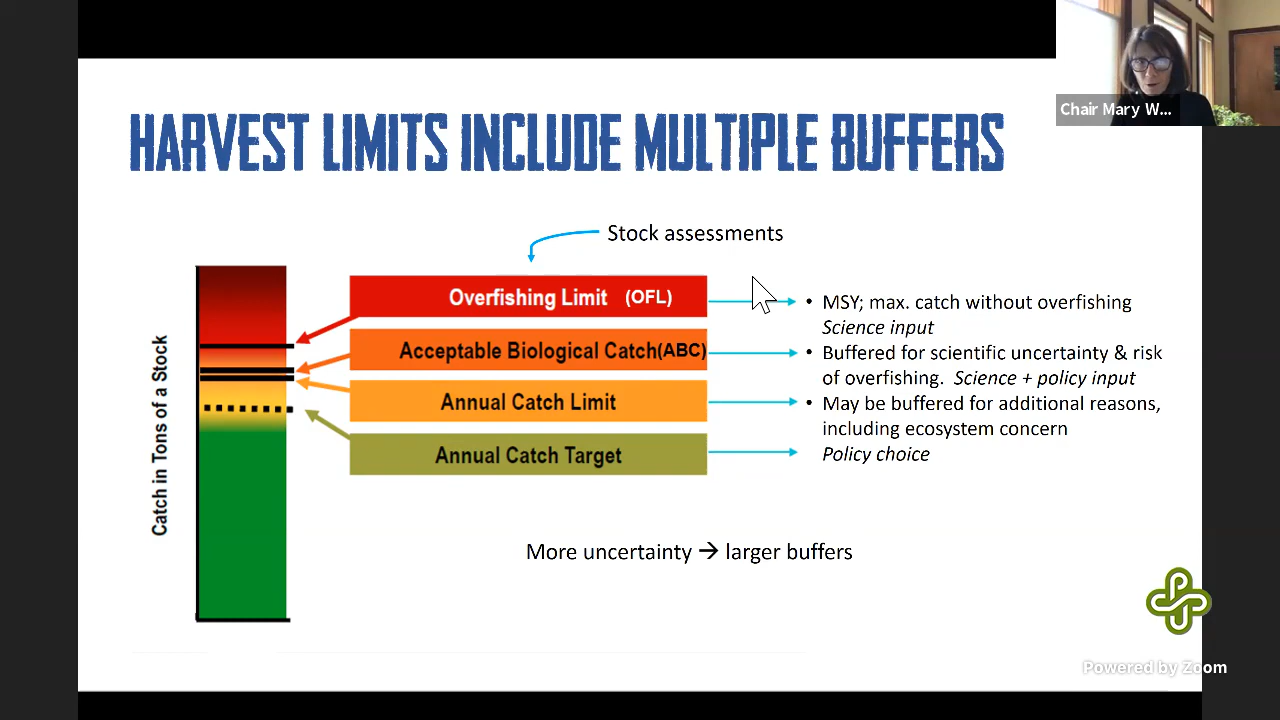 Chair Mary W...
HARVEST LIMITS INCLUDE MULTIPLE BUFFERS
Stock assessments
Catch in Tons of a Stock
Overfishing Limit (OFL)
Acceptable Biological Catch(ABC)
Annual Catch Limit
Annual Catch Target
• MSY; max. catch without overfishing
Science input
• Buffered for scientific uncertainty & risk
of overfishing. Science + policy input
• May be buffered for additional reasons,
including ecosystem concern
Policy choice
More uncertainty → larger buffers
Powered by Zoom